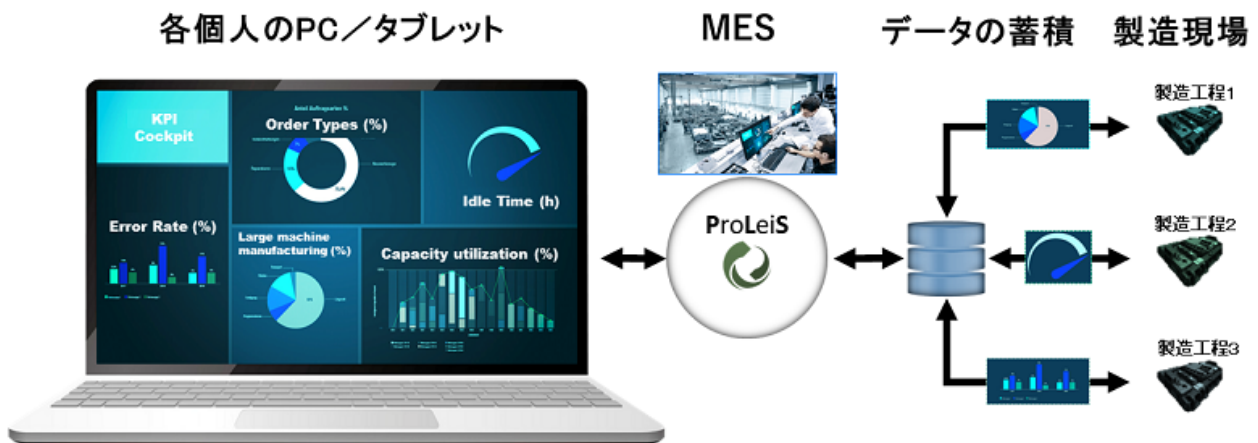 各個人のPC／タブレット
MES
データの蓄積
製造現場
KPI
Cockpit
Order Types (%)
Idle Time (h)
Error Rate (%)
Large machine
manufacturing (%)
Capacity utilization (%)
ProLeiS
製造工程1
製造工程2
製造工程3